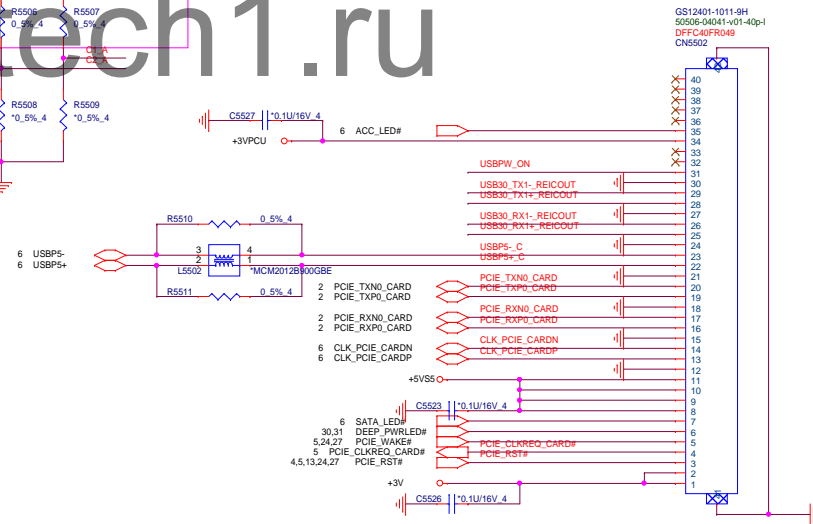 R5506
0_5%_4
R5507
0_5%_4
C1_A
C2_A
tech1.ru
R5508
*0_5%_4
R5509
*0_5%_4
GS12401-1011-9H
50506-04041-v01-40p-l
DFFC40FR049
CN5502
C5527
*0.1U/16V_4
+3VPCU
6 ACC_LED#
40
39
38
37
36
35
34
33
32
31
30
29
28
27
26
25
24
23
22
21
20
19
18
17
16
15
14
13
12
11
10
9
8
7
6
5
4
3
2
1
USBPW_ON
USB30_TX1-_REICOUT
USB30_TX1+_REICOUT
USB30_RX1-_REICOUT
USB30_RX1+_REICOUT
USBP5-_C
USBP5+_C
R5510
0_5%_4
6 USBP5-
6 USBP5+
3
2
4
1
L5502
*MCM2012B900GBE
R5511
0_5%_4
2 PCIE_TXN0_CARD
2 PCIE_TXP0_CARD
PCIE_TXN0_CARD
PCIE_TXP0_CARD
2 PCIE_RXN0_CARD
2 PCIE_RXP0_CARD
PCIE_RXN0_CARD
PCIE_RXP0_CARD
6 CLK_PCIE_CARDN
6 CLK_PCIE_CARDP
CLK_PCIE_CARDN
CLK_PCIE_CARDP
+5VS5
C5523
*0.1U/16V_4
6 SATA_LED#
30,31 DEEP_PWRLED#
5,24,27 PCIE_WAKE#
5 PCIE_CLKREQ_CARD#
4,5,13,24,27 PCIE_RST#
PCIE_CLKREQ_CARD#
PCIE_RST#
+3V
C5526
*0.1U/16V_4